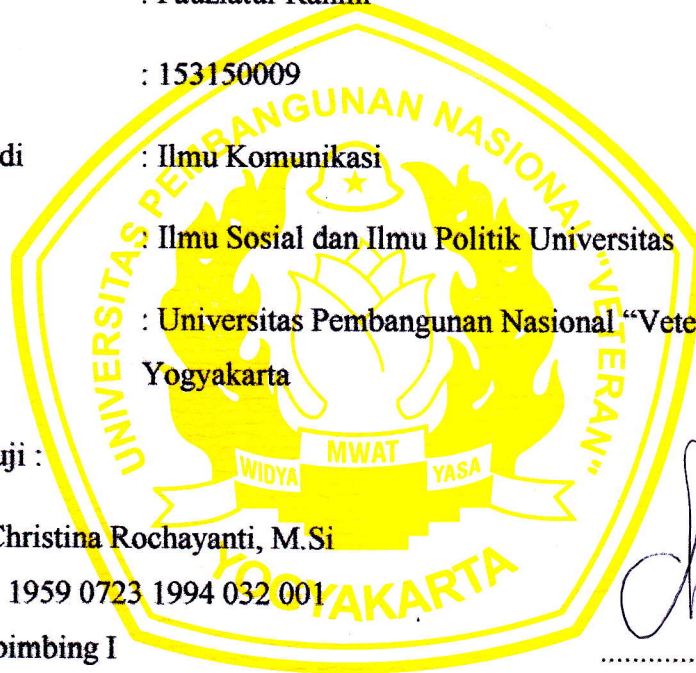 : 153150009
di : Ilmu Komunikasi
: Ilmu Sosial dan Ilmu Politik Universitas
: Universitas Pembangunan Nasional “Vete
Yogyakarta
uji :
Christina Rochayanti, M.Si
1959 0723 1994 032 001
bimbing I
UNIVERSITAS PEMBANGUNAN NASIONAL "VETERAN"
WIDYA MWAT YASA
YOGYAKARTA